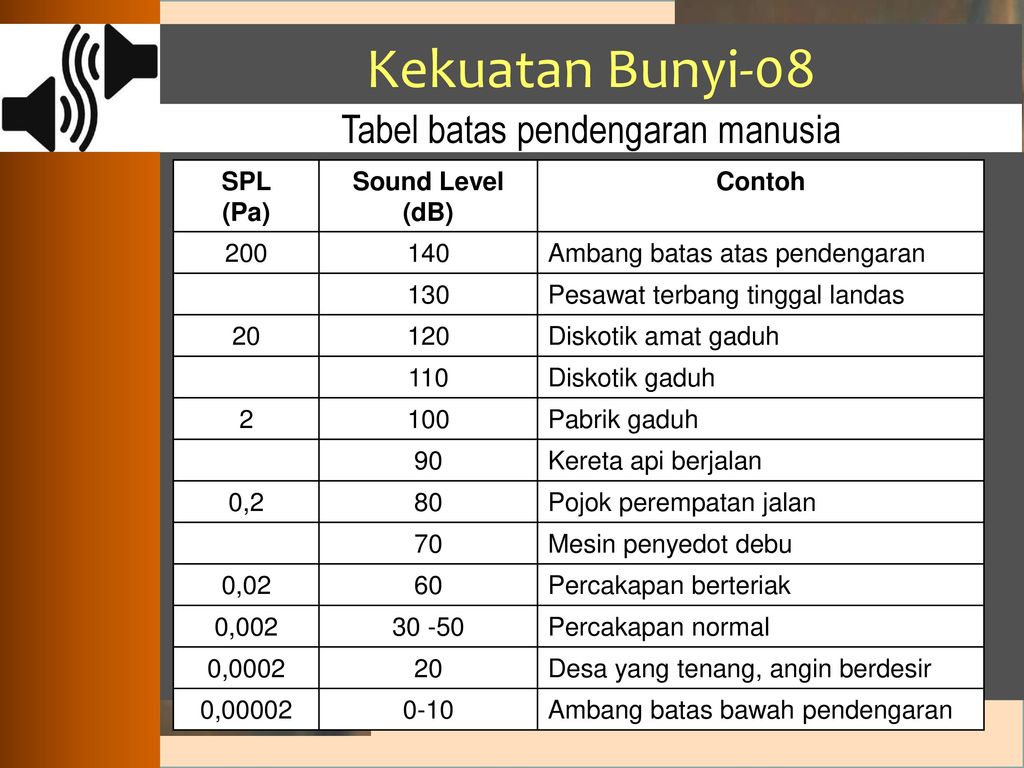 Kekuatan Bunyi-08
Tabel batas pendengaran manusia
SPL (Pa) Sound Level (dB) Contoh
200 140 Ambang batas atas pendengaran
130 Pesawat terbang tinggal landas
20 120 Diskotik amat gaduh
110 Diskotik gaduh
2 100 Pabrik gaduh
90 Kereta api berjalan
0,2 80 Pojok perempatan jalan
70 Mesin penyedot debu
0,02 60 Percakapan berteriak
0,002 30 -50 Percakapan normal
0,0002 20 Desa yang tenang, angin berdesir
0,00002 0-10 Ambang batas bawah pendengaran